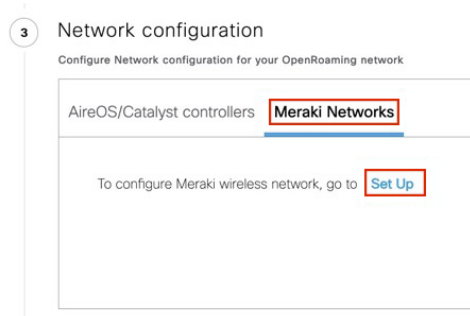 3 Network configuration
Configure Network configuration for your OpenRoaming network
AireOS/Catalyst controllers Meraki Networks
To configure Meraki wireless network, go to Set Up